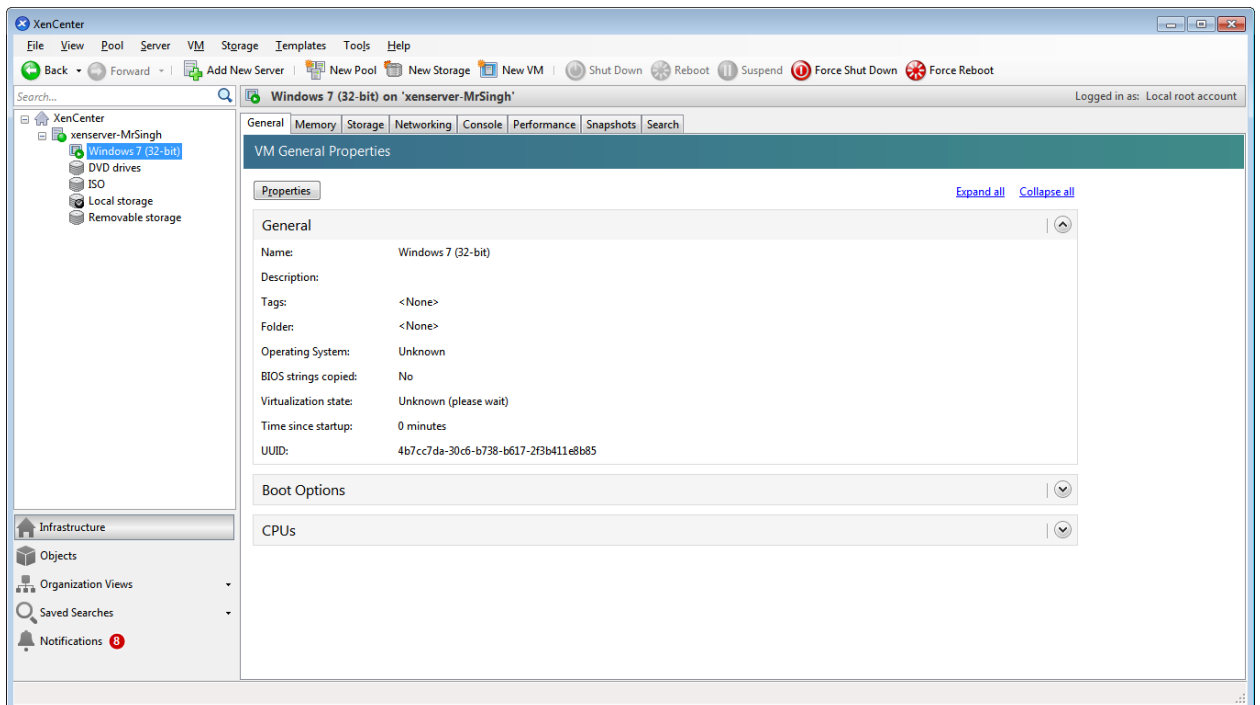 XenCenter
File View Pool Server VM Storage Templates Tools Help
Back Forward Add New Server New Pool New Storage New VM Shut Down Reboot Suspend Force Shut Down Force Reboot
Search... Windows 7 (32-bit) on 'xenserver-MrSingh' Logged in as: Local root account
XenCenter
xenserver-MrSingh
Windows 7 (32-bit)
DVD drives
ISO
Local storage
Removable storage
General Memory Storage Networking Console Performance Snapshots Search
VM General Properties
Properties Expand all Collapse all
General
Name: Windows 7 (32-bit)
Description:
Tags: <None>
Folder: <None>
Operating System: Unknown
BIOS strings copied: No
Virtualization state: Unknown (please wait)
Time since startup: 0 minutes
UUID: 4b7cc7da-30c6-b738-b617-2f3b411e8b85
Boot Options
CPUs
Infrastructure
Objects
Organization Views
Saved Searches
Notifications 8